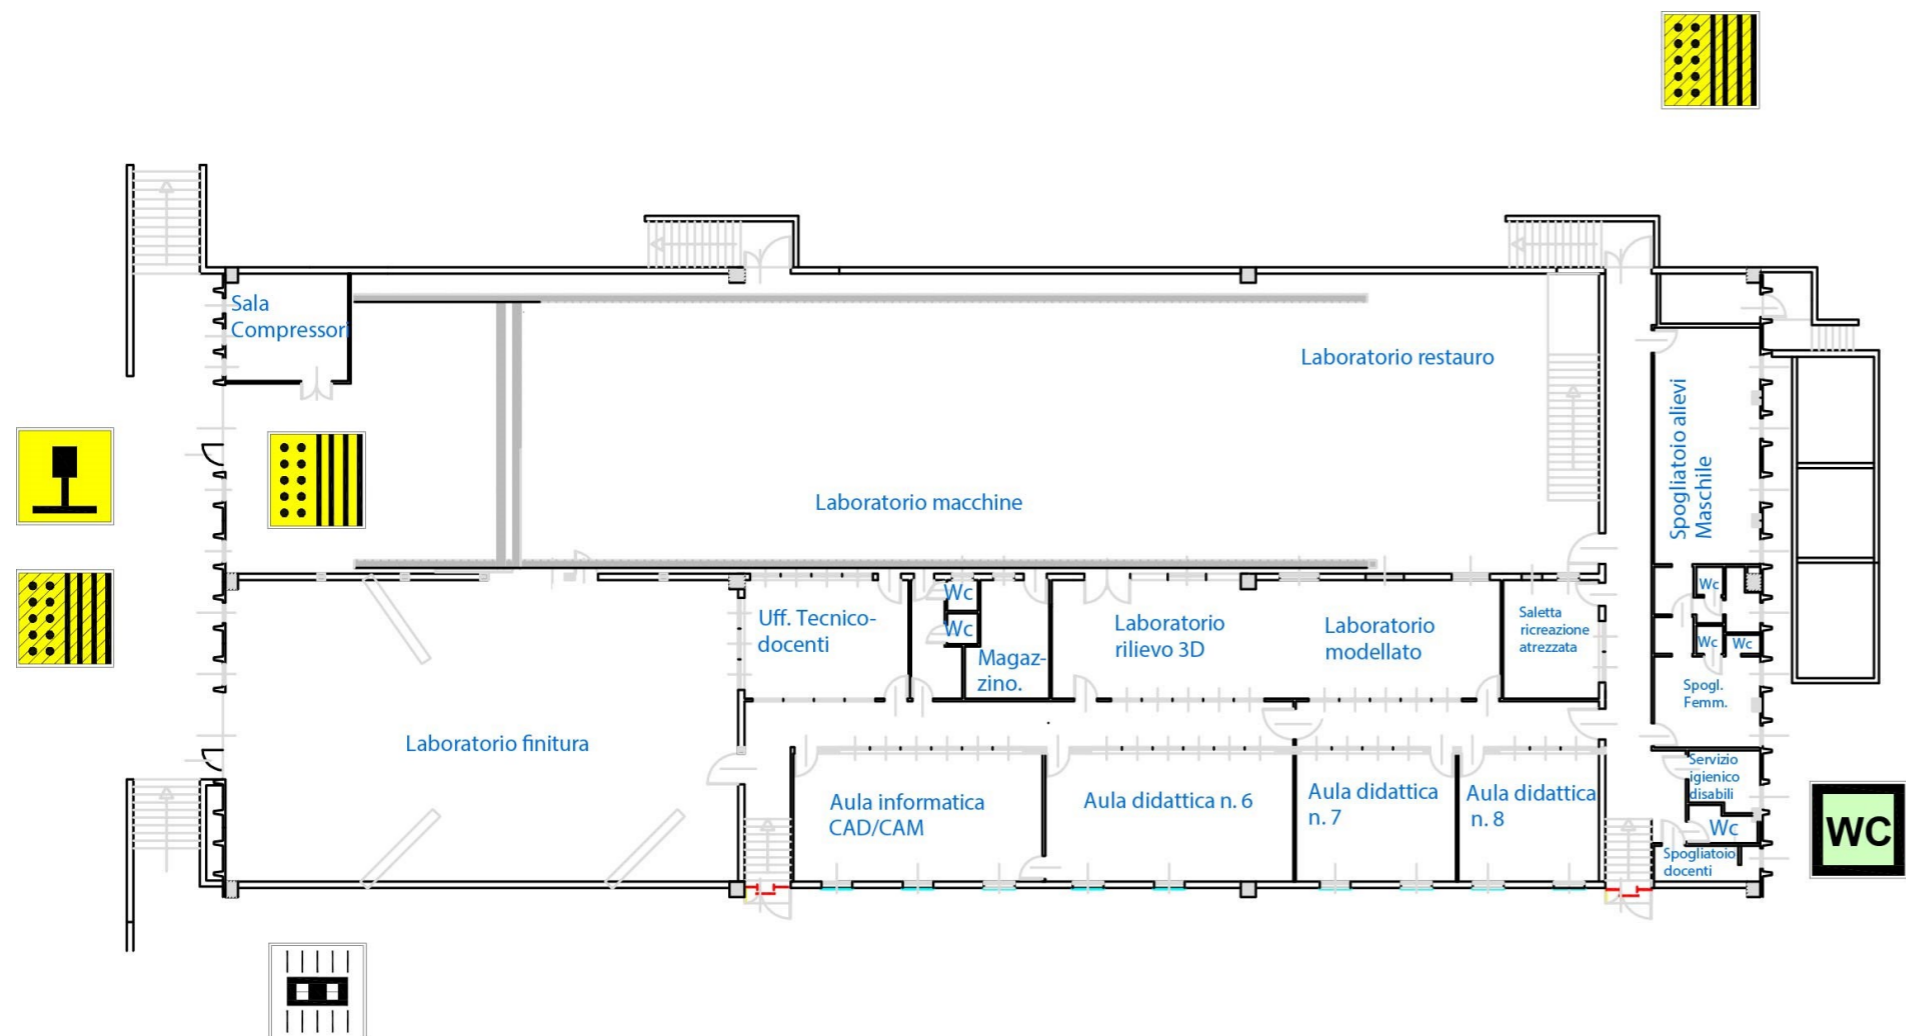 Sala
Compressori
Laboratorio restauro
Spogliatoio alievi
Maschile
Laboratorio macchine
Wc
Wc
Wc
Uff. Tecnico-
docenti
Wc
Laboratorio
rilievo 3D
Laboratorio
modellato
Saletta
ricreazione
atrezzata
Wc
Wc
Magaz-
zino.
Spogl.
Femm.
Laboratorio finitura
Servizio
igienico
disabili
Aula informatica
CAD/CAM
Aula didattica n. 6
Aula didattica
n. 7
Aula didattica
n. 8
Wc
WC
Spogliatoio
docenti